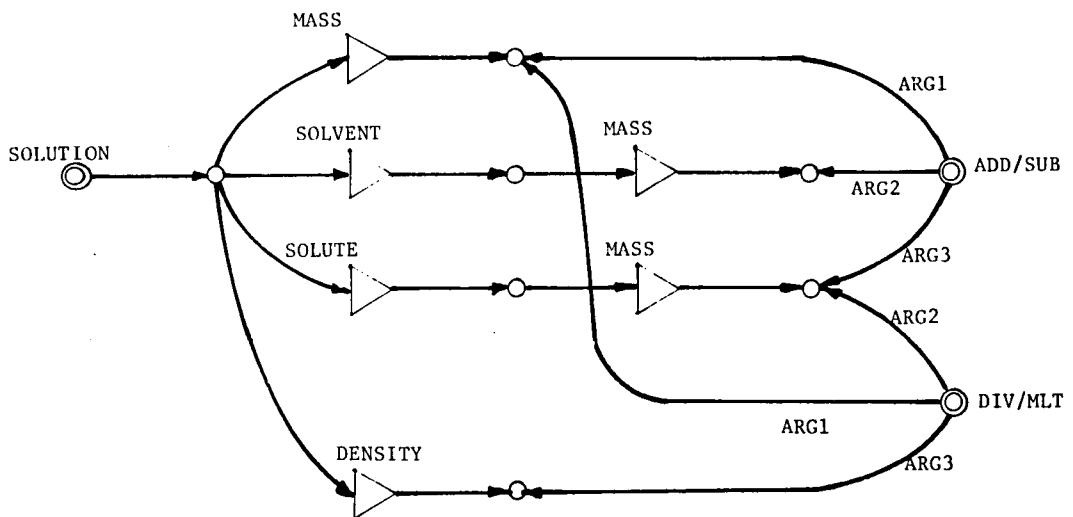 MASS
ARG1
SOLVENT
MASS
SOLUTION
ADD/SUB
ARG2
SOLUTE
MASS
ARG3
ARG2
DIV/MLT
ARG1
DENSITY
ARG3